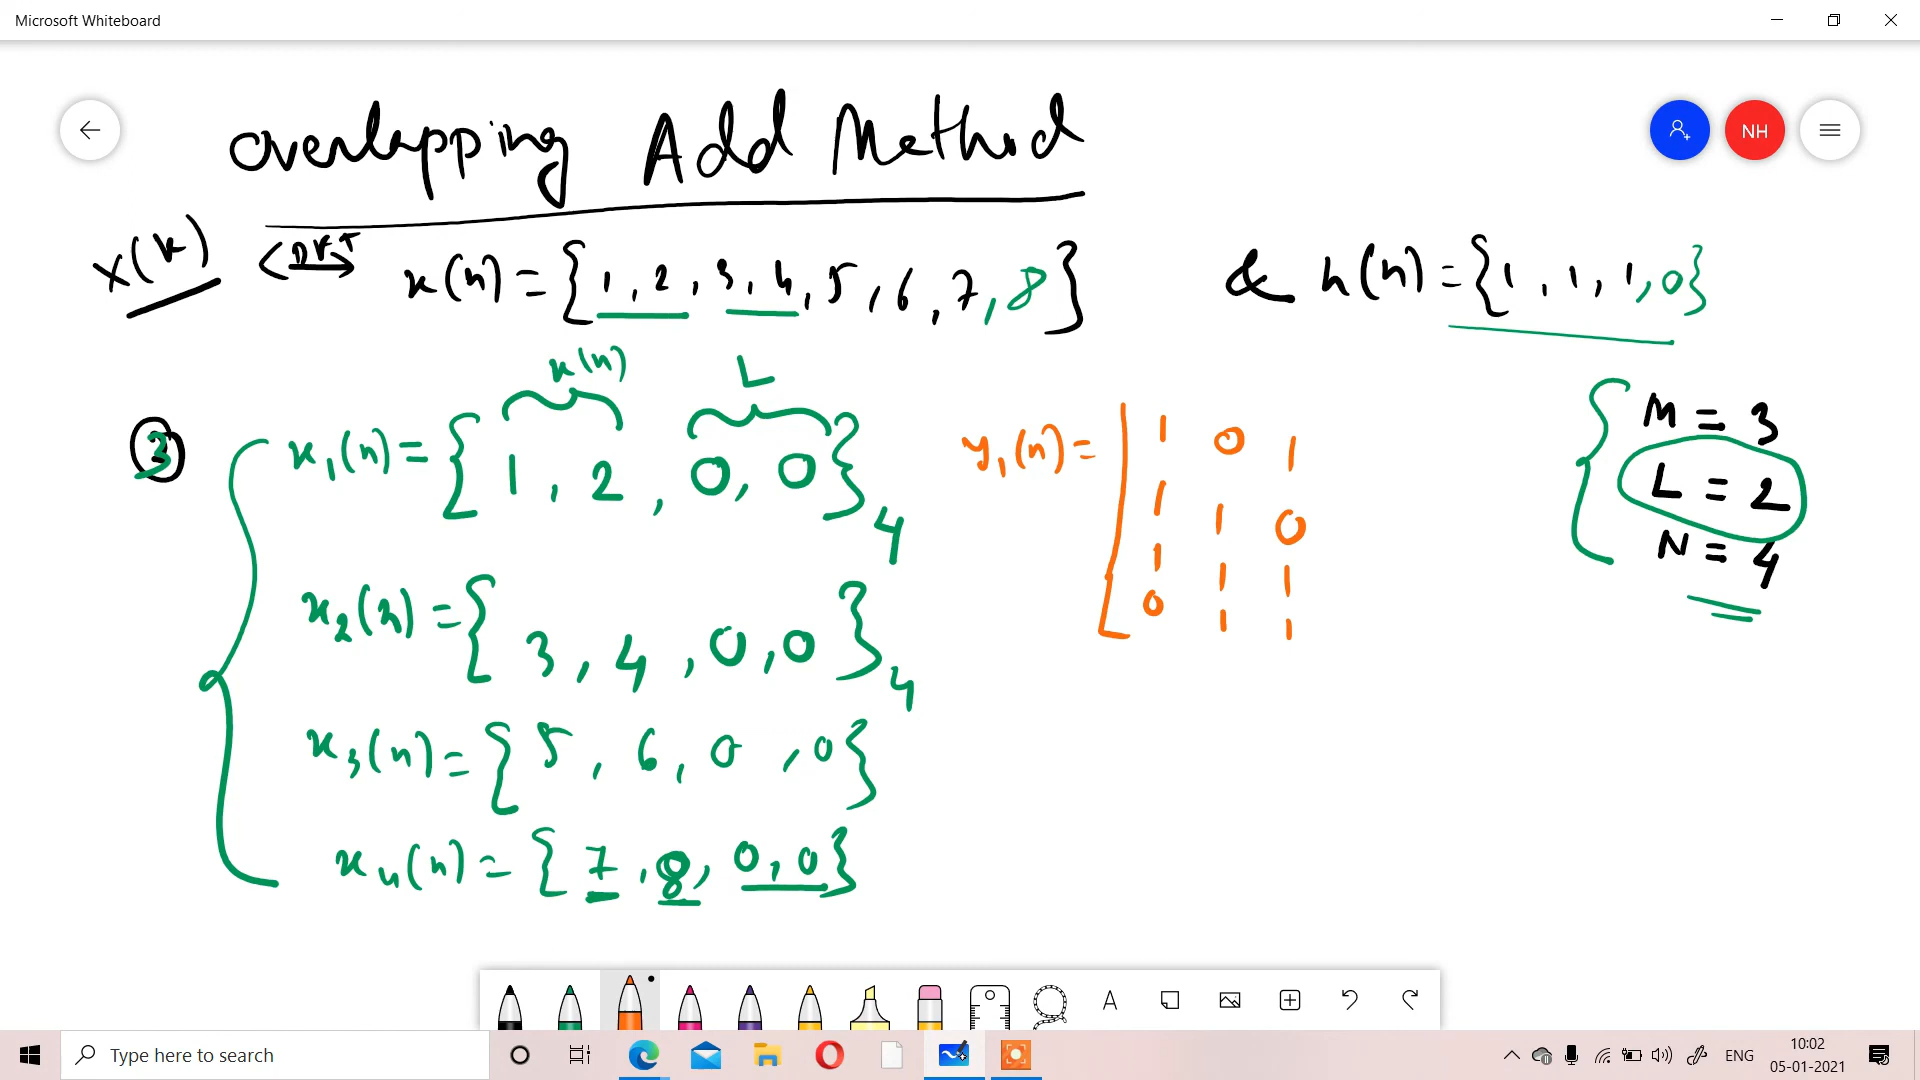 Microsoft Whiteboard
Overlapping Add Method
NH
X(k) <DFT> x(n) = {1, 2, 3, 4, 5, 6, 7, 8} & h(n) = {1, 1, 1, 0}
x(n) L
3 x₁(n) = {1, 2, 0, 0}₄
x₂(n) = {3, 4, 0, 0}₄
x₃(n) = {5, 6, 0, 0}
x₄(n) = {7, 8, 0, 0}
y₁(n) = [1 0 1
1 1 0
1 1 1
0 1 1
M = 3
L = 2
N = 4
A
Type here to search
ENG
10:02
05-01-2021